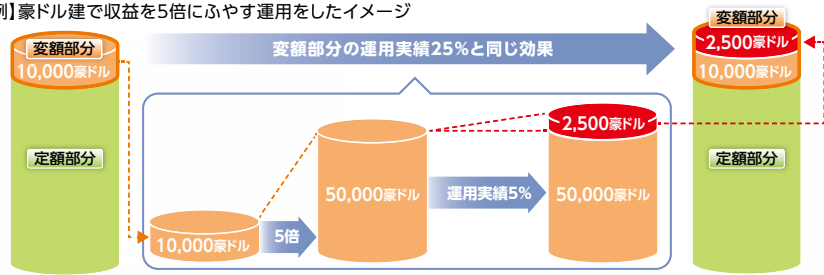 例】豪ドル建で収益を5倍にふやす運用をしたイメージ
変額部分
10,000豪ドル
定額部分
変額部分の運用実績25%と同じ効果
10,000豪ドル
5倍
50,000豪ドル
運用実績5%
2,500豪ドル
50,000豪ドル
変額部分
2,500豪ドル
10,000豪ドル
定額部分